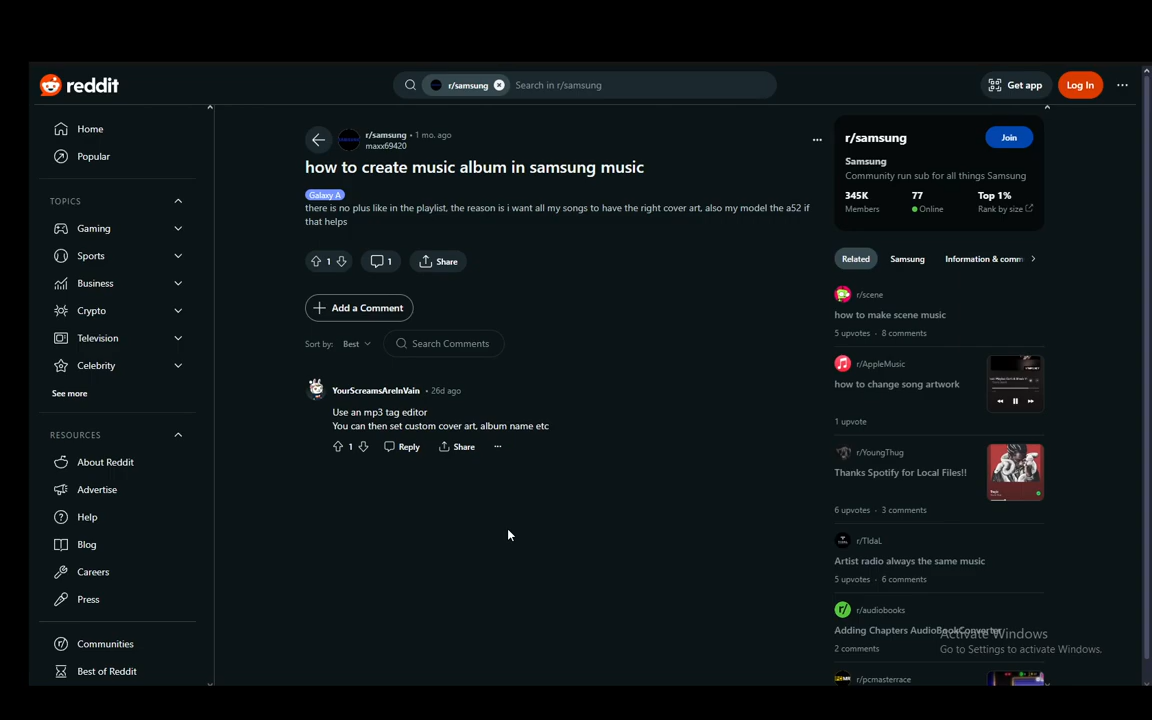 reddit
r/samsung
Search in r/samsung
Get app
Log In
Home
Popular
TOPICS
Gaming
Sports
Business
Crypto
Television
Celebrity
See more
RESOURCES
About Reddit
Advertise
Help
Blog
Careers
Press
Communities
Best of Reddit
r/samsung • 1 mo. ago
maxx69420
how to create music album in samsung music
Galaxy A
there is no plus like in the playlist, the reason is i want all my songs to have the right cover art, also my model the a52 if
that helps
1
1
Share
Add a Comment
Sort by: Best
Search Comments
YourScreamsAreInVain • 26d ago
Use an mp3 tag editor
You can then set custom cover art, album name etc
1
Reply
Share
r/samsung
Join
Samsung
Community run sub for all things Samsung
345K 77 Top 1%
Members Online Rank by size
Related Samsung Information & comm
r/scene
how to make scene music
5 upvotes · 8 comments
r/AppleMusic
how to change song artwork
1 upvote
r/YoungThug
Thanks Spotify for Local Files!!
6 upvotes · 3 comments
r/TIdaL
Artist radio always the same music
5 upvotes · 6 comments
r/audiobooks
Adding Chapters AudioBookConverter
2 comments
Activate Windows
Go to Settings to activate Windows.
r/pcmasterrace